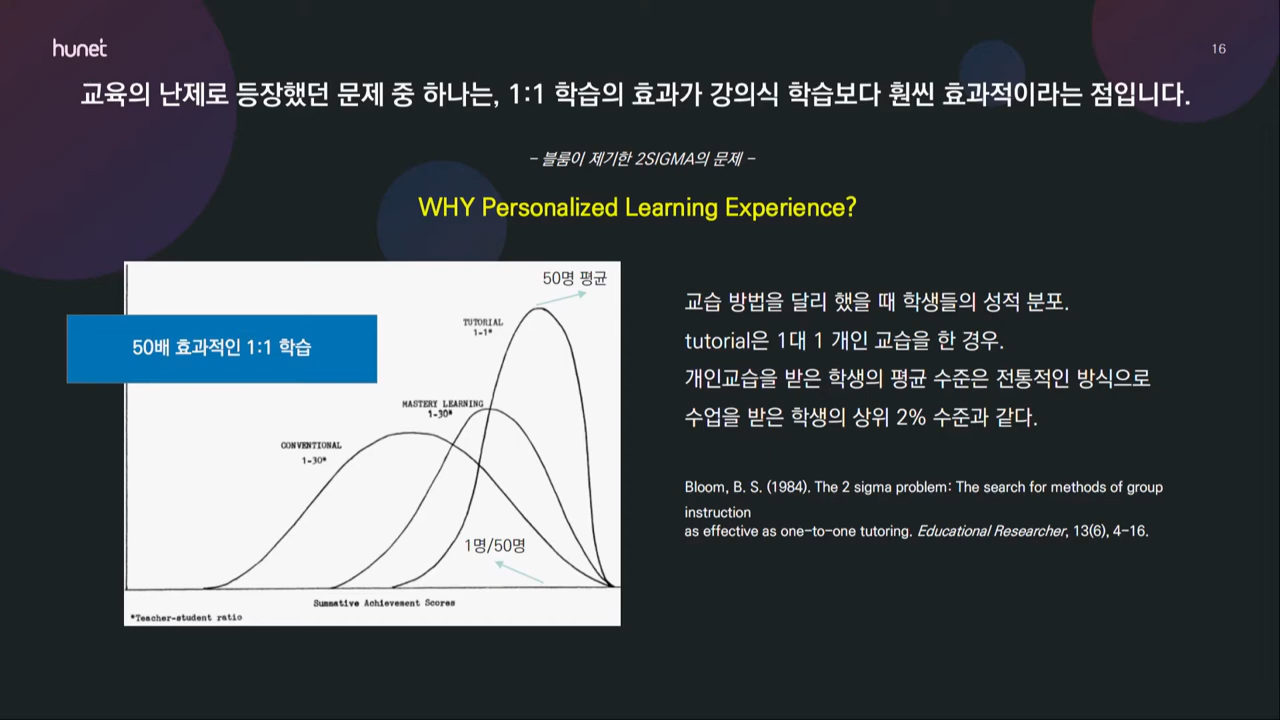 hunet
16
교육의 난제로 등장했던 문제 중 하나는, 1:1 학습의 효과가 강의식 학습보다 훨씬 효과적이라는 점입니다.
- 블룸이 제기한 2SIGMA의 문제 -
WHY Personalized Learning Experience?
50명 평균
TUTORIAL
1-1*
50배 효과적인 1:1 학습
MASTERY LEARNING
1-30*
CONVENTIONAL
1-30*
1명/50명
Summative Achievement Scores
*Teacher-student ratio
교습 방법을 달리 했을 때 학생들의 성적 분포.
tutorial은 1대 1 개인 교습을 한 경우.
개인교습을 받은 학생의 평균 수준은 전통적인 방식으로
수업을 받은 학생의 상위 2% 수준과 같다.
Bloom, B. S. (1984). The 2 sigma problem: The search for methods of group
instruction
as effective as one-to-one tutoring. Educational Researcher, 13(6), 4-16.